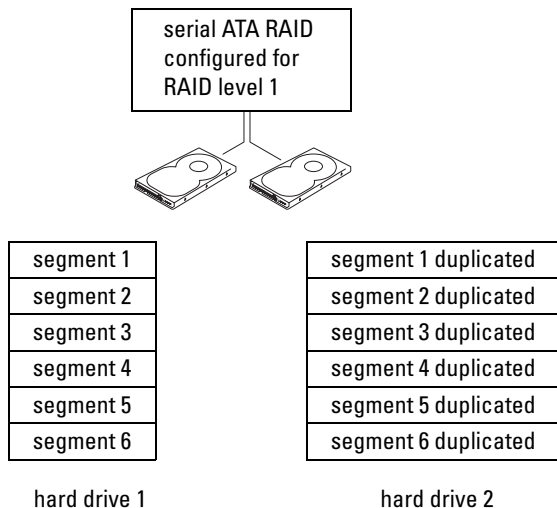 serial ATA RAID
configured for
RAID level 1
segment 1
segment 2
segment 3
segment 4
segment 5
segment 6
hard drive 1
segment 1 duplicated
segment 2 duplicated
segment 3 duplicated
segment 4 duplicated
segment 5 duplicated
segment 6 duplicated
hard drive 2